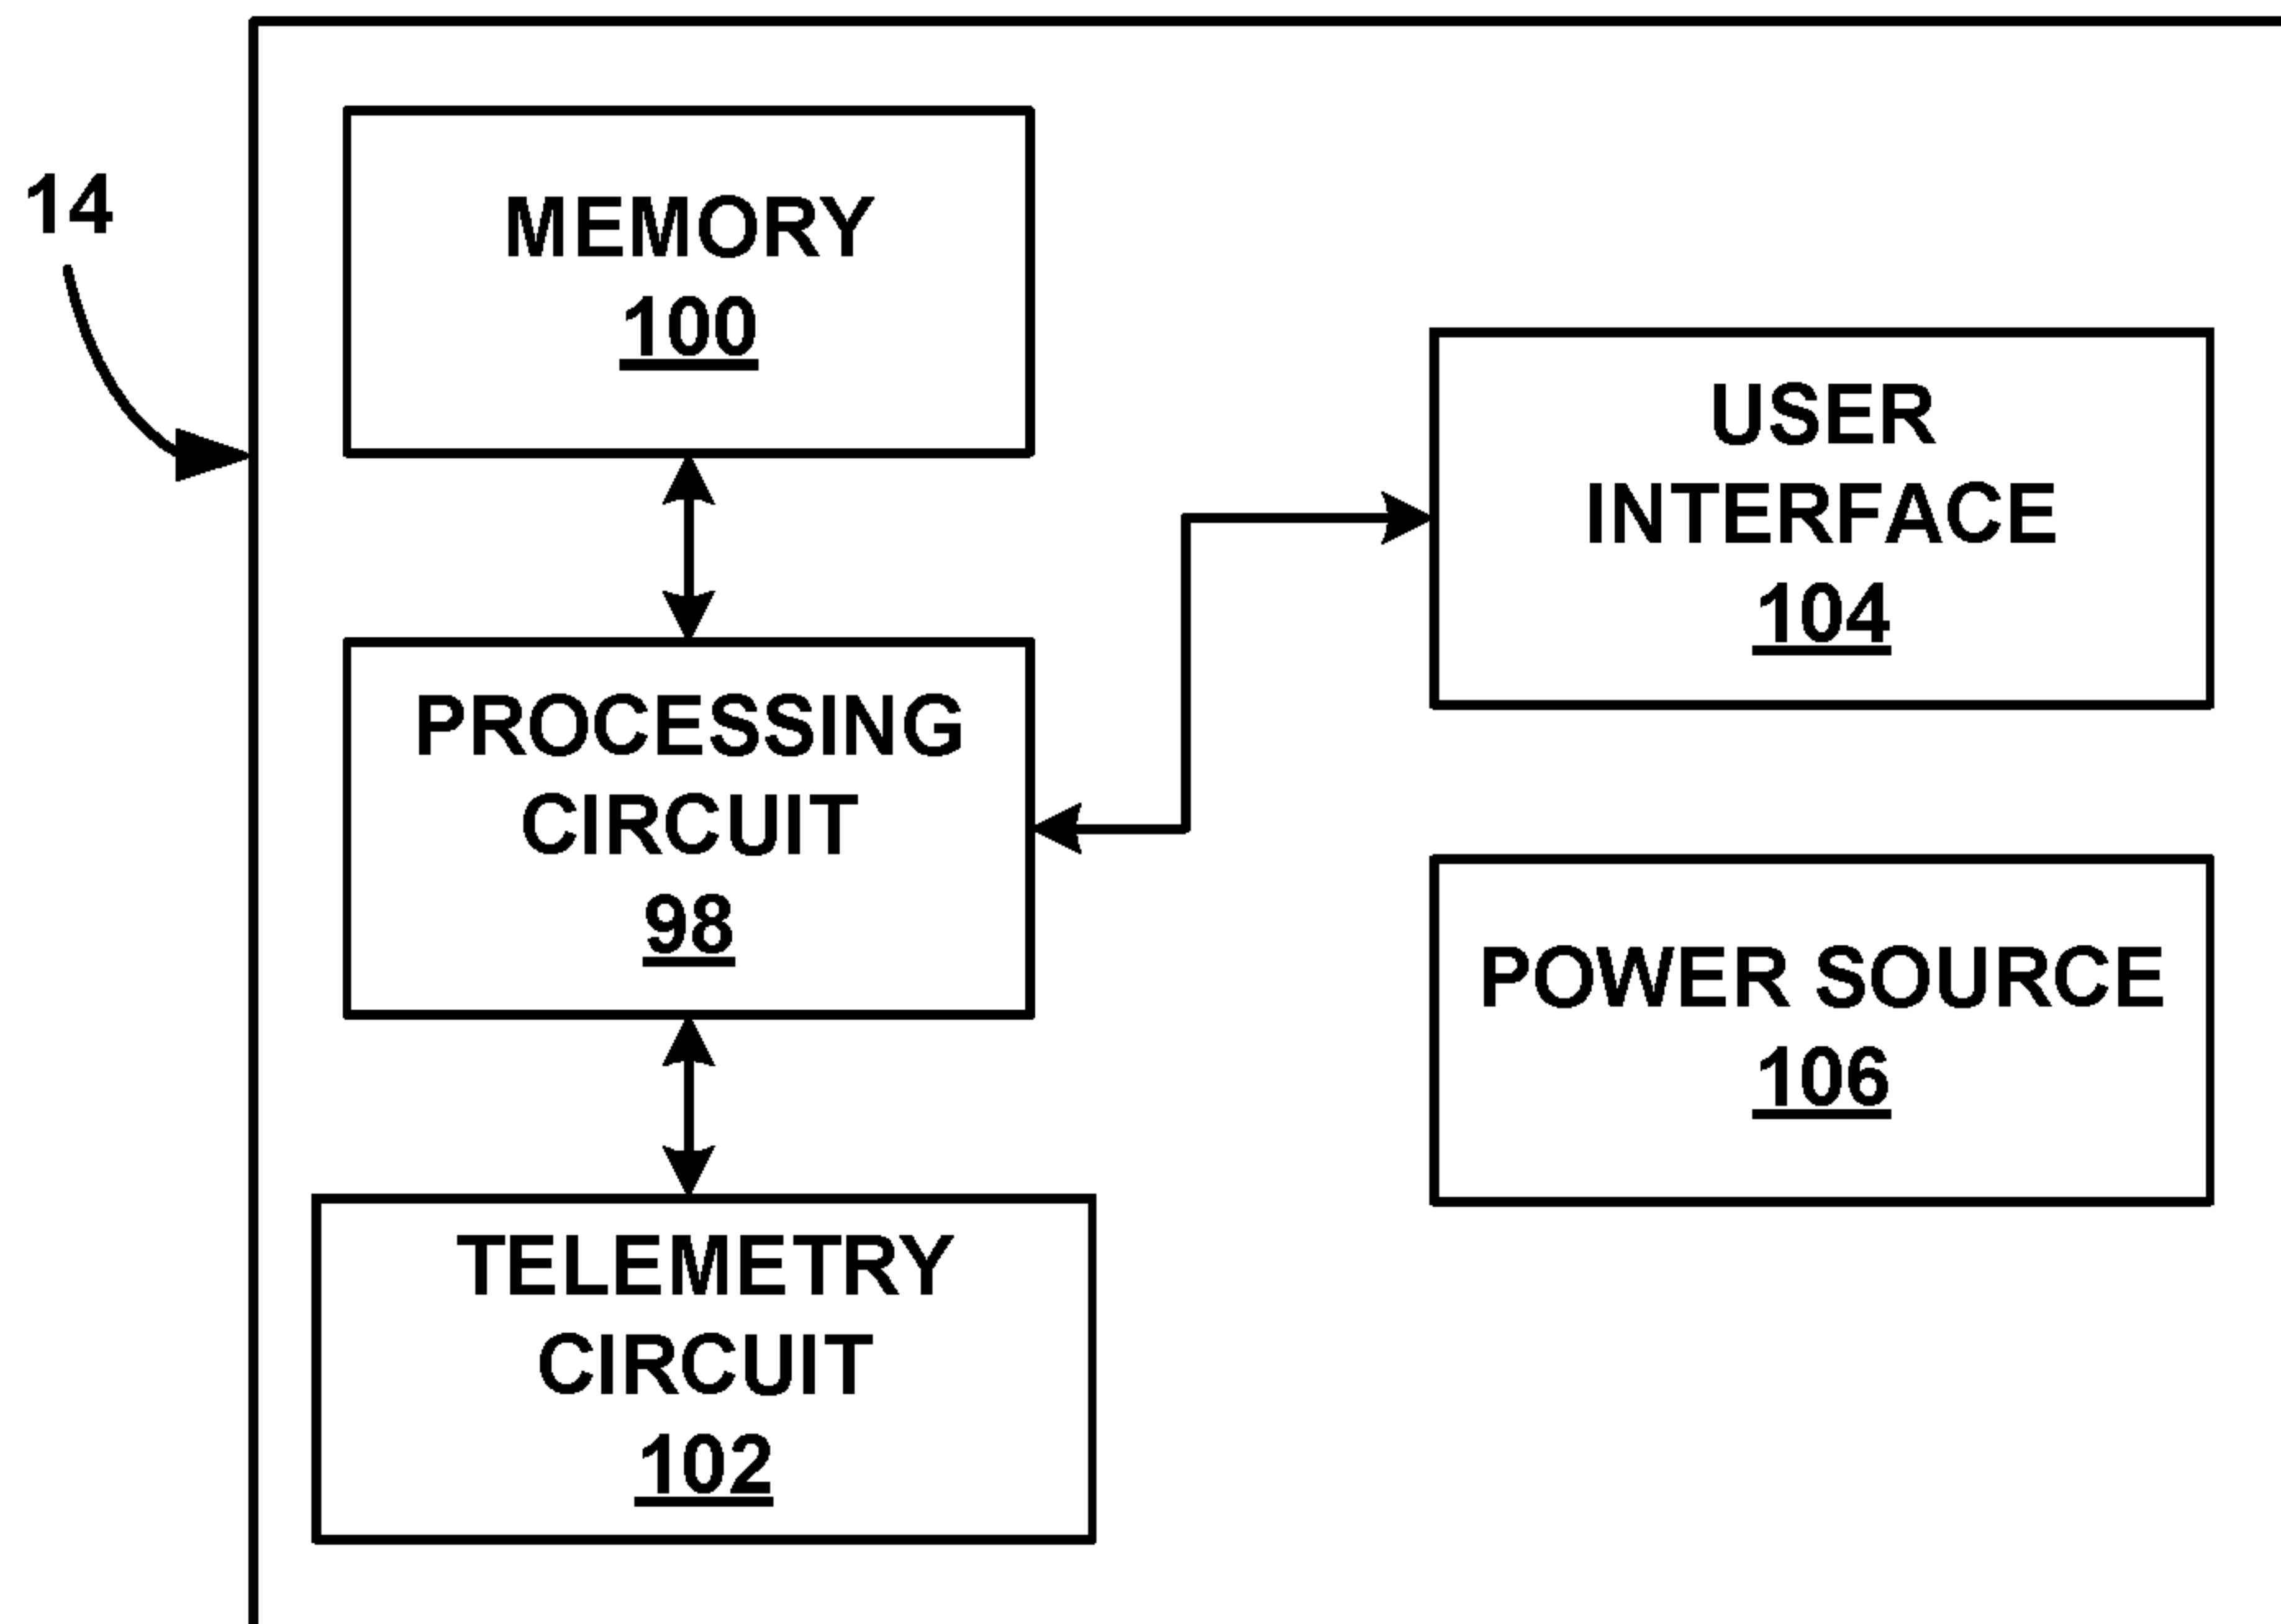 14
MEMORY
100
USER
INTERFACE
104
PROCESSING
CIRCUIT
98
POWER SOURCE
106
TELEMETRY
CIRCUIT
102